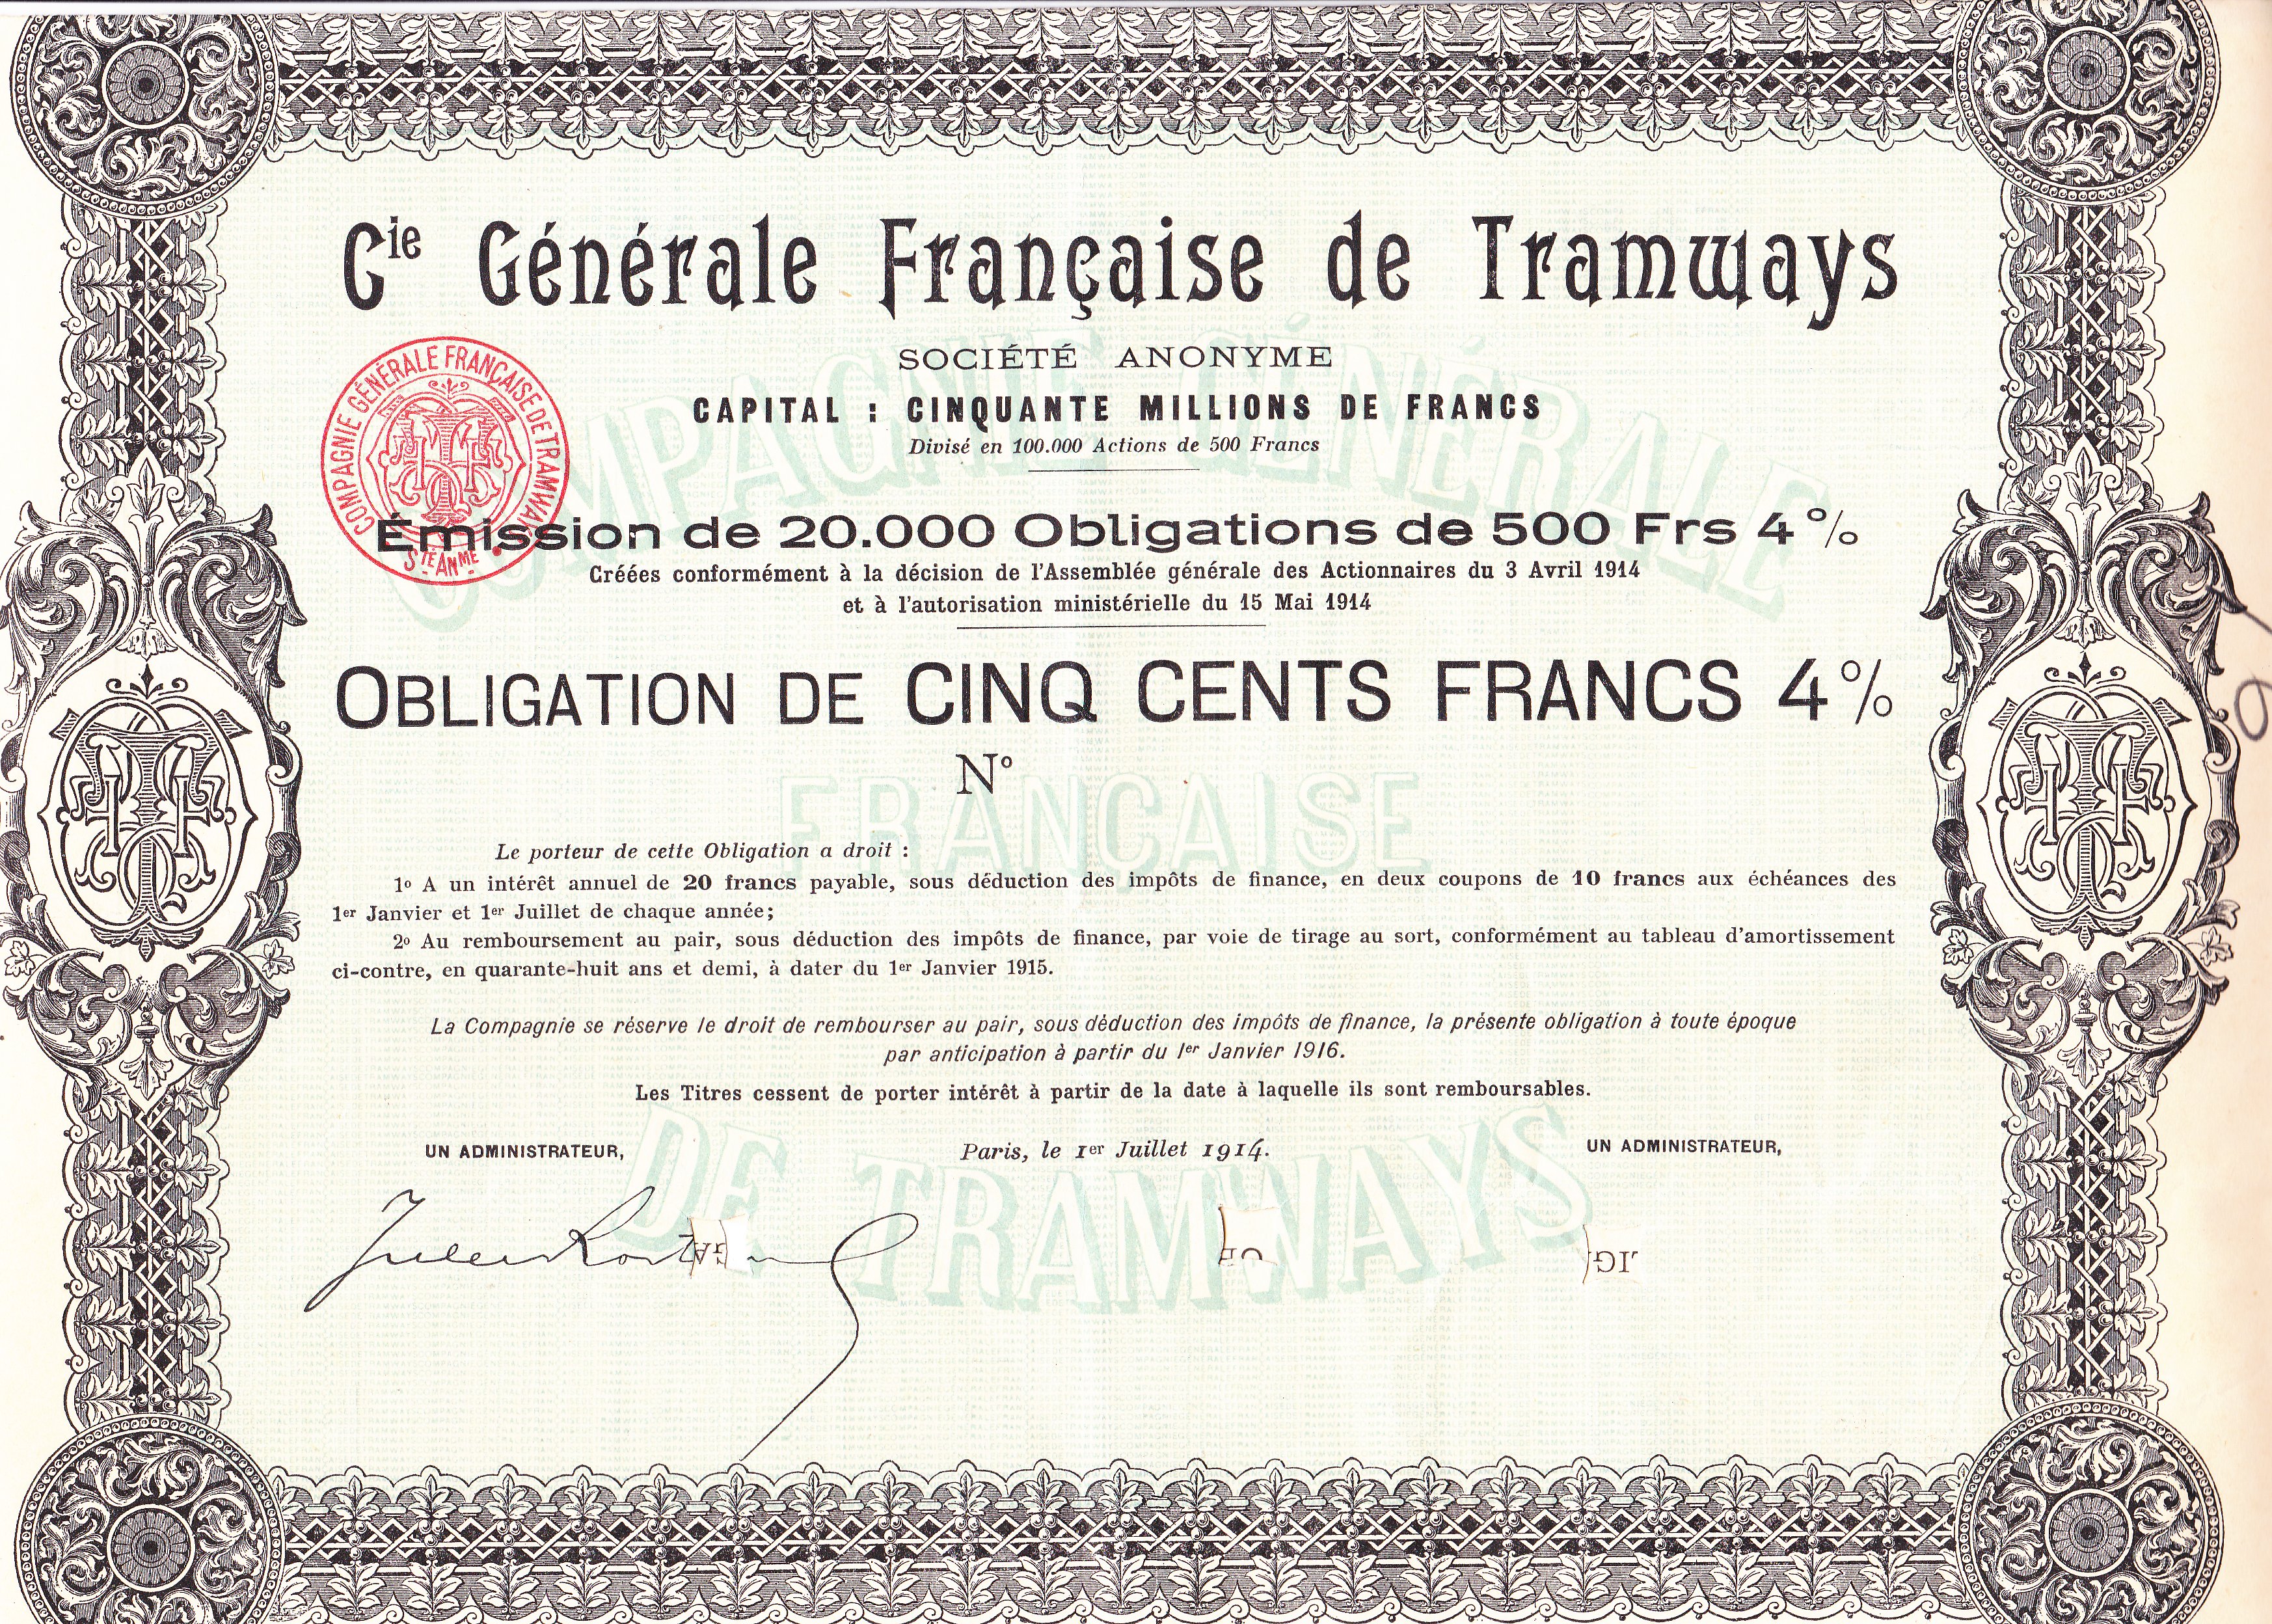 Cie Générale Française de Tramways
SOCIÉTÉ ANONYME
CAPITAL : CINQUANTE MILLIONS DE FRANCS
Divisé en 100.000 Actions de 500 Francs
COMPAGNIE GÉNÉRALE FRANÇAISE DE TRAMWAYS
STÉ ANME
Émission de 20.000 Obligations de 500 Frs 4%
Créées conformément à la décision de l'Assemblée générale des Actionnaires du 3 Avril 1914
et à l'autorisation ministérielle du 15 Mai 1914
OBLIGATION DE CINQ CENTS FRANCS 4%
No
Le porteur de cette Obligation a droit :
1o A un intérêt annuel de 20 francs payable, sous déduction des impôts de finance, en deux coupons de 10 francs aux échéances des
1er Janvier et 1er Juillet de chaque année;
2o Au remboursement au pair, sous déduction des impôts de finance, par voie de tirage au sort, conformément au tableau d'amortissement
ci-contre, en quarante-huit ans et demi, à dater du 1er Janvier 1915.
La Compagnie se réserve le droit de rembourser au pair, sous déduction des impôts de finance, la présente obligation à toute époque
par anticipation à partir du 1er Janvier 1916.
Les Titres cessent de porter intérêt à partir de la date à laquelle ils sont remboursables.
UN ADMINISTRATEUR,
Paris, le 1er Juillet 1914.
UN ADMINISTRATEUR,
COMPAGNIE GÉNÉRALE
FRANÇAISE
DE TRAMWAYS